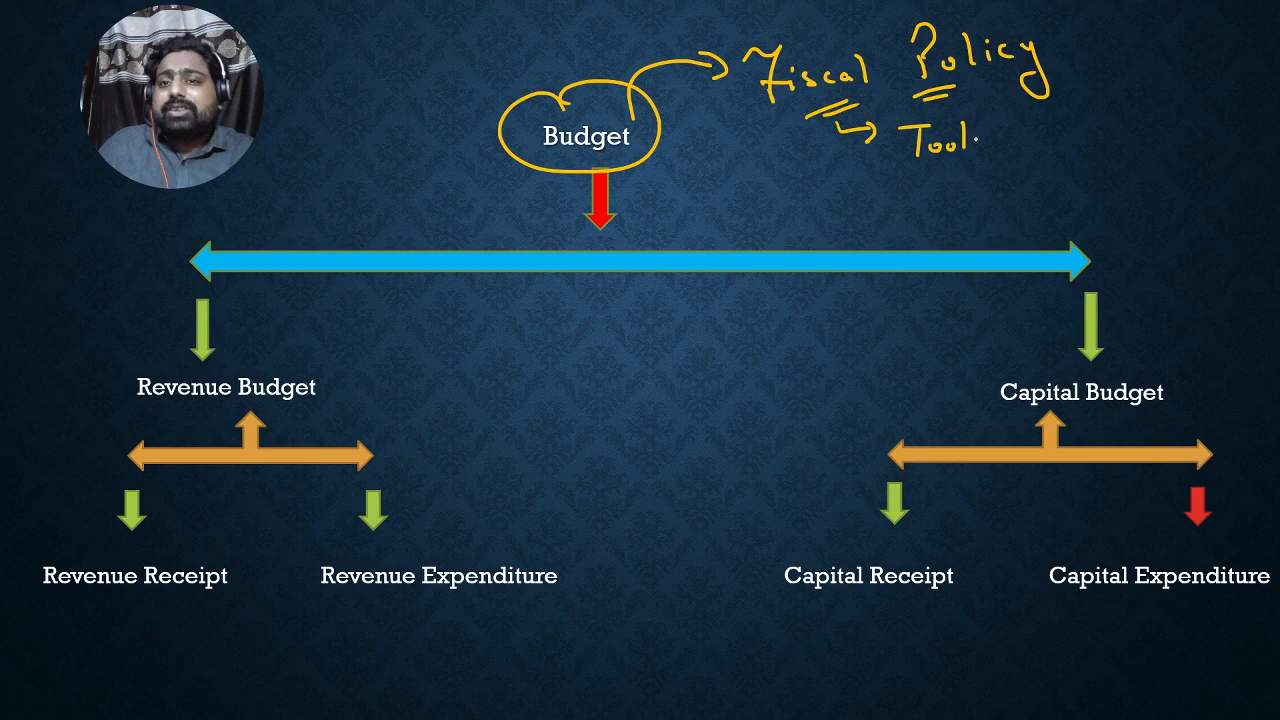 Fiscal Policy
Budget
Tool.
Revenue Budget
Capital Budget
Revenue Receipt
Revenue Expenditure
Capital Receipt
Capital Expenditure